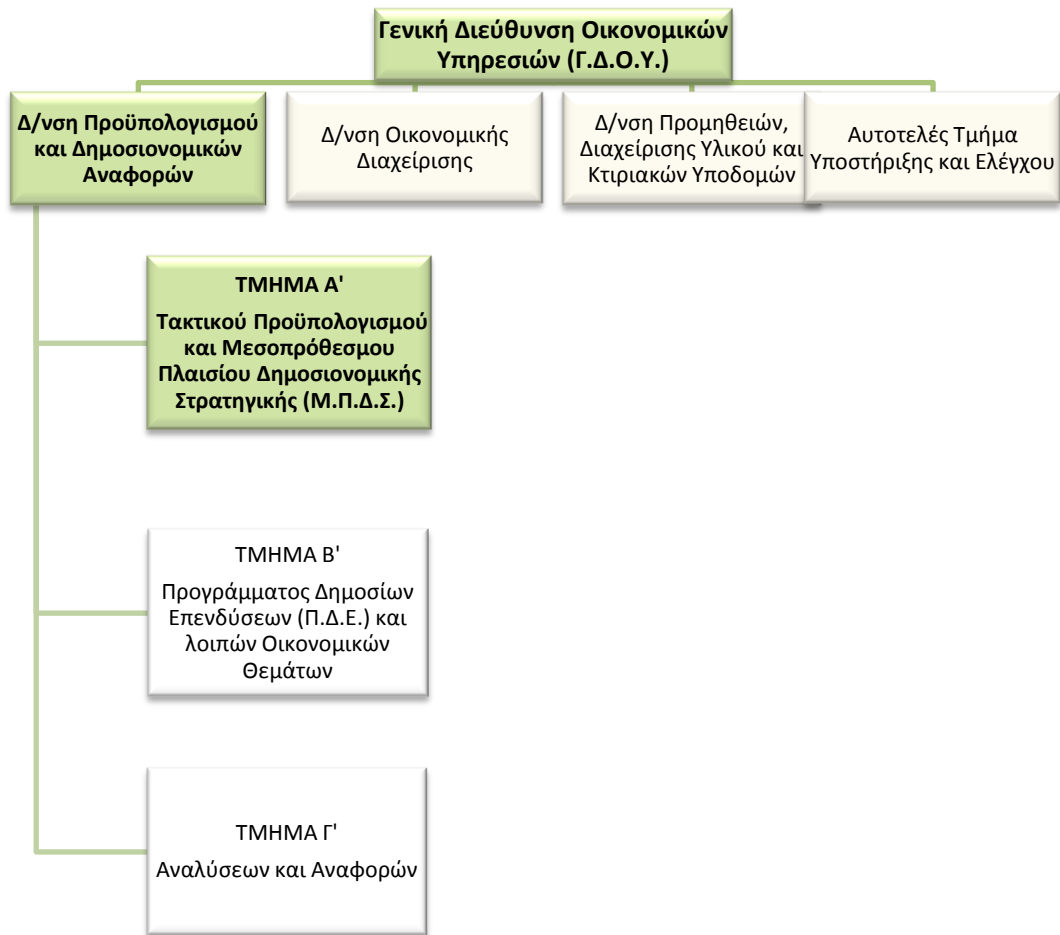 Γενική Διεύθυνση Οικονομικών
Υπηρεσιών (Γ.Δ.Ο.Υ.)
Δ/νση Προϋπολογισμού
και Δημοσιονομικών
Αναφορών
Δ/νση Οικονομικής
Διαχείρισης
Δ/νση Προμηθειών,
Διαχείρισης Υλικού και
Κτιριακών Υποδομών
Αυτοτελές Τμήμα
Υποστήριξης και Ελέγχου
ΤΜΗΜΑ Α'
Τακτικού Προϋπολογισμού
και Μεσοπρόθεσμου
Πλαισίου Δημοσιονομικής
Στρατηγικής (Μ.Π.Δ.Σ.)
ΤΜΗΜΑ Β'
Προγράμματος Δημοσίων
Επενδύσεων (Π.Δ.Ε.) και
λοιπών Οικονομικών
Θεμάτων
ΤΜΗΜΑ Γ'
Αναλύσεων και Αναφορών